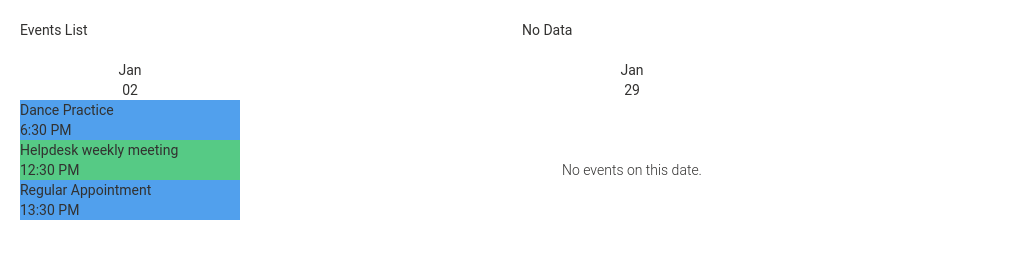 Events List
Jan
02
Dance Practice
6:30 PM
Helpdesk weekly meeting
12:30 PM
Regular Appointment
13:30 PM
No Data
Jan
29
No events on this date.